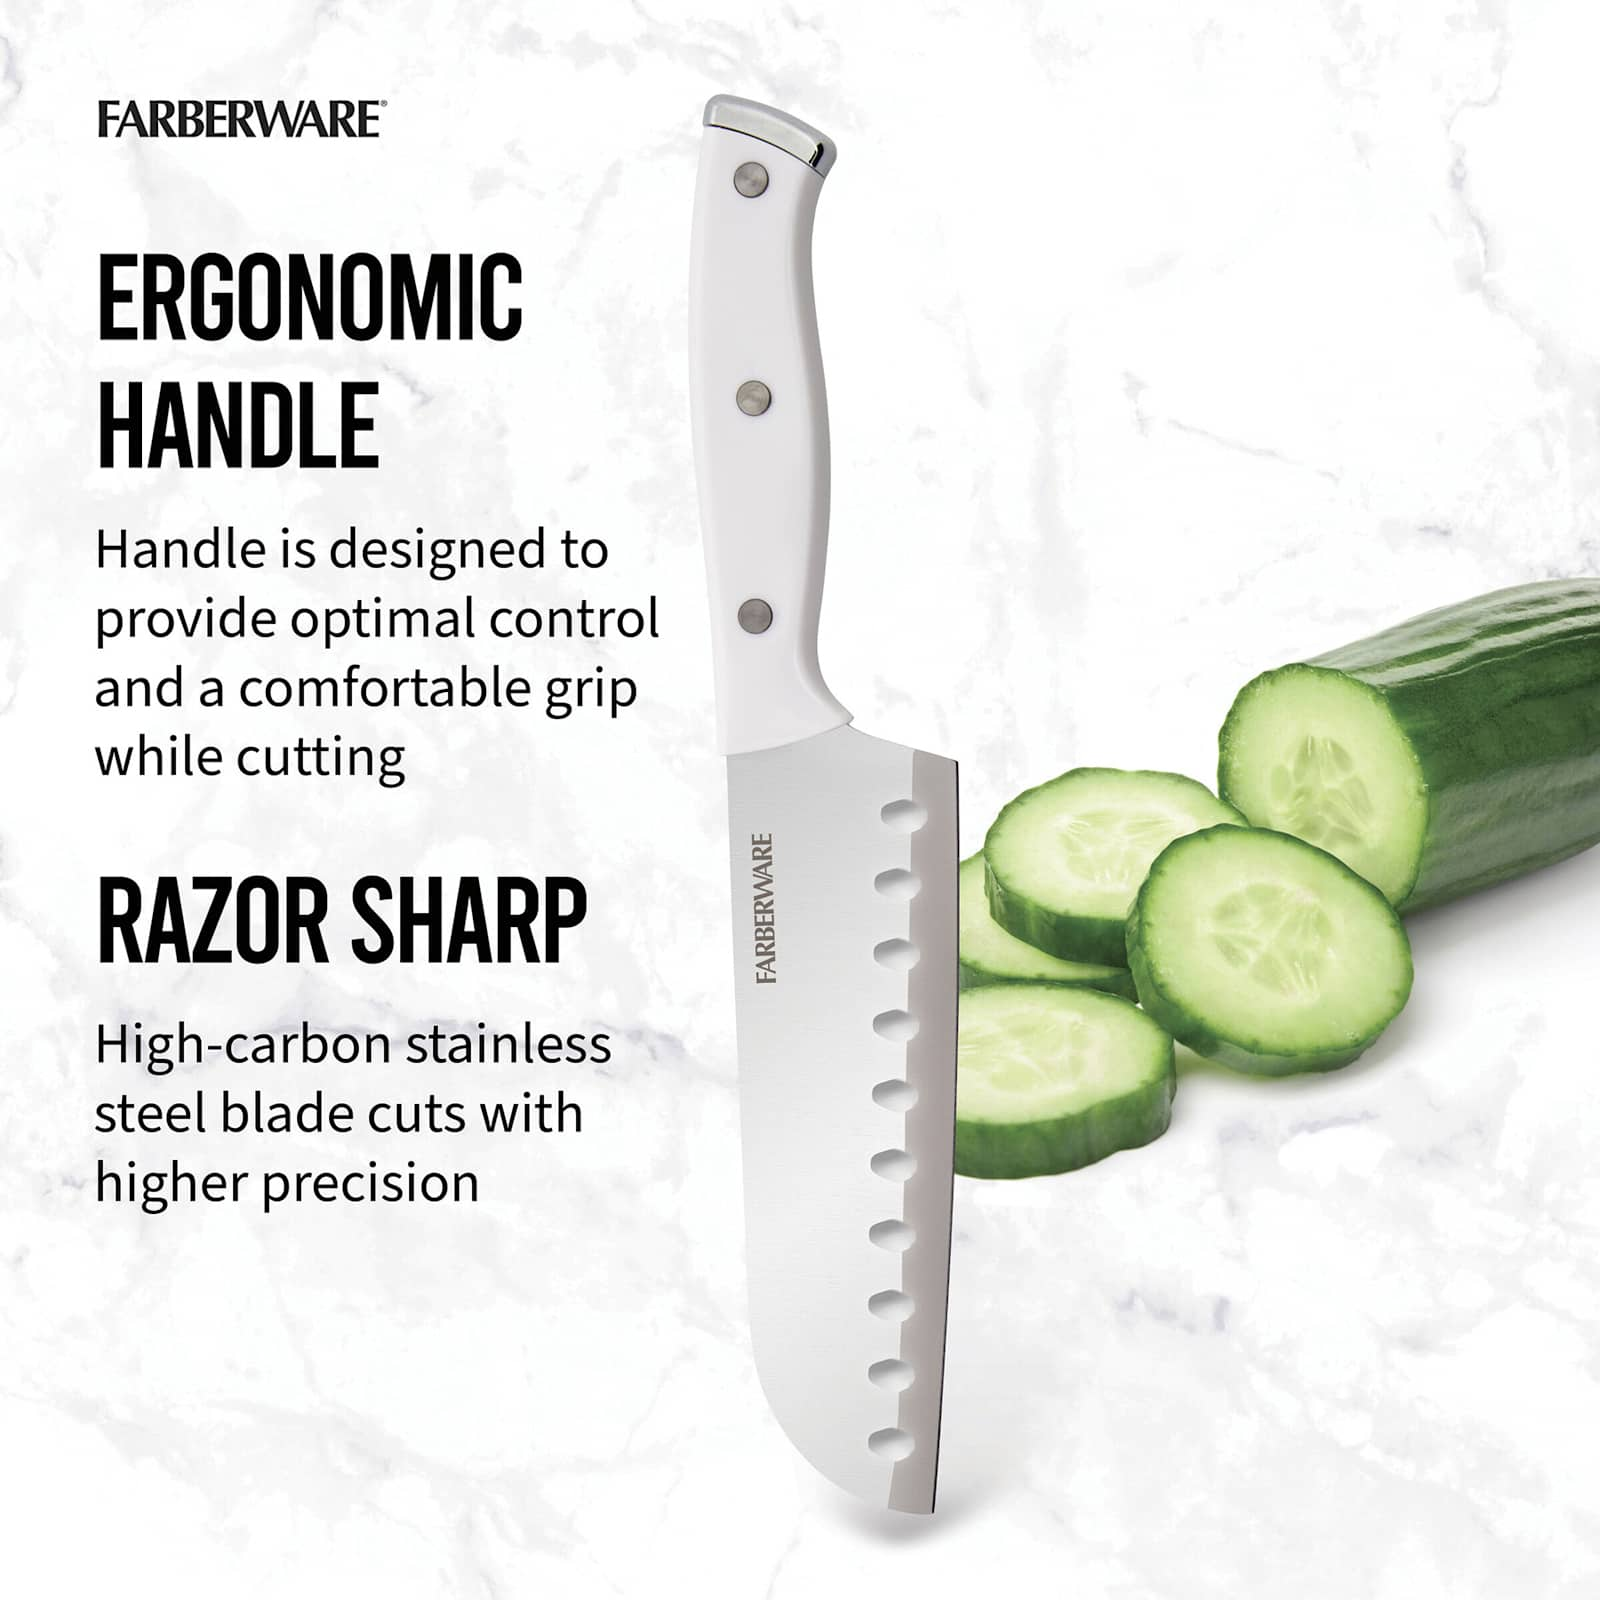 FARBERWARE®
ERGONOMIC
HANDLE
Handle is designed to
provide optimal control
and a comfortable grip
while cutting
RAZOR SHARP
High-carbon stainless
steel blade cuts with
higher precision
FARBERWARE